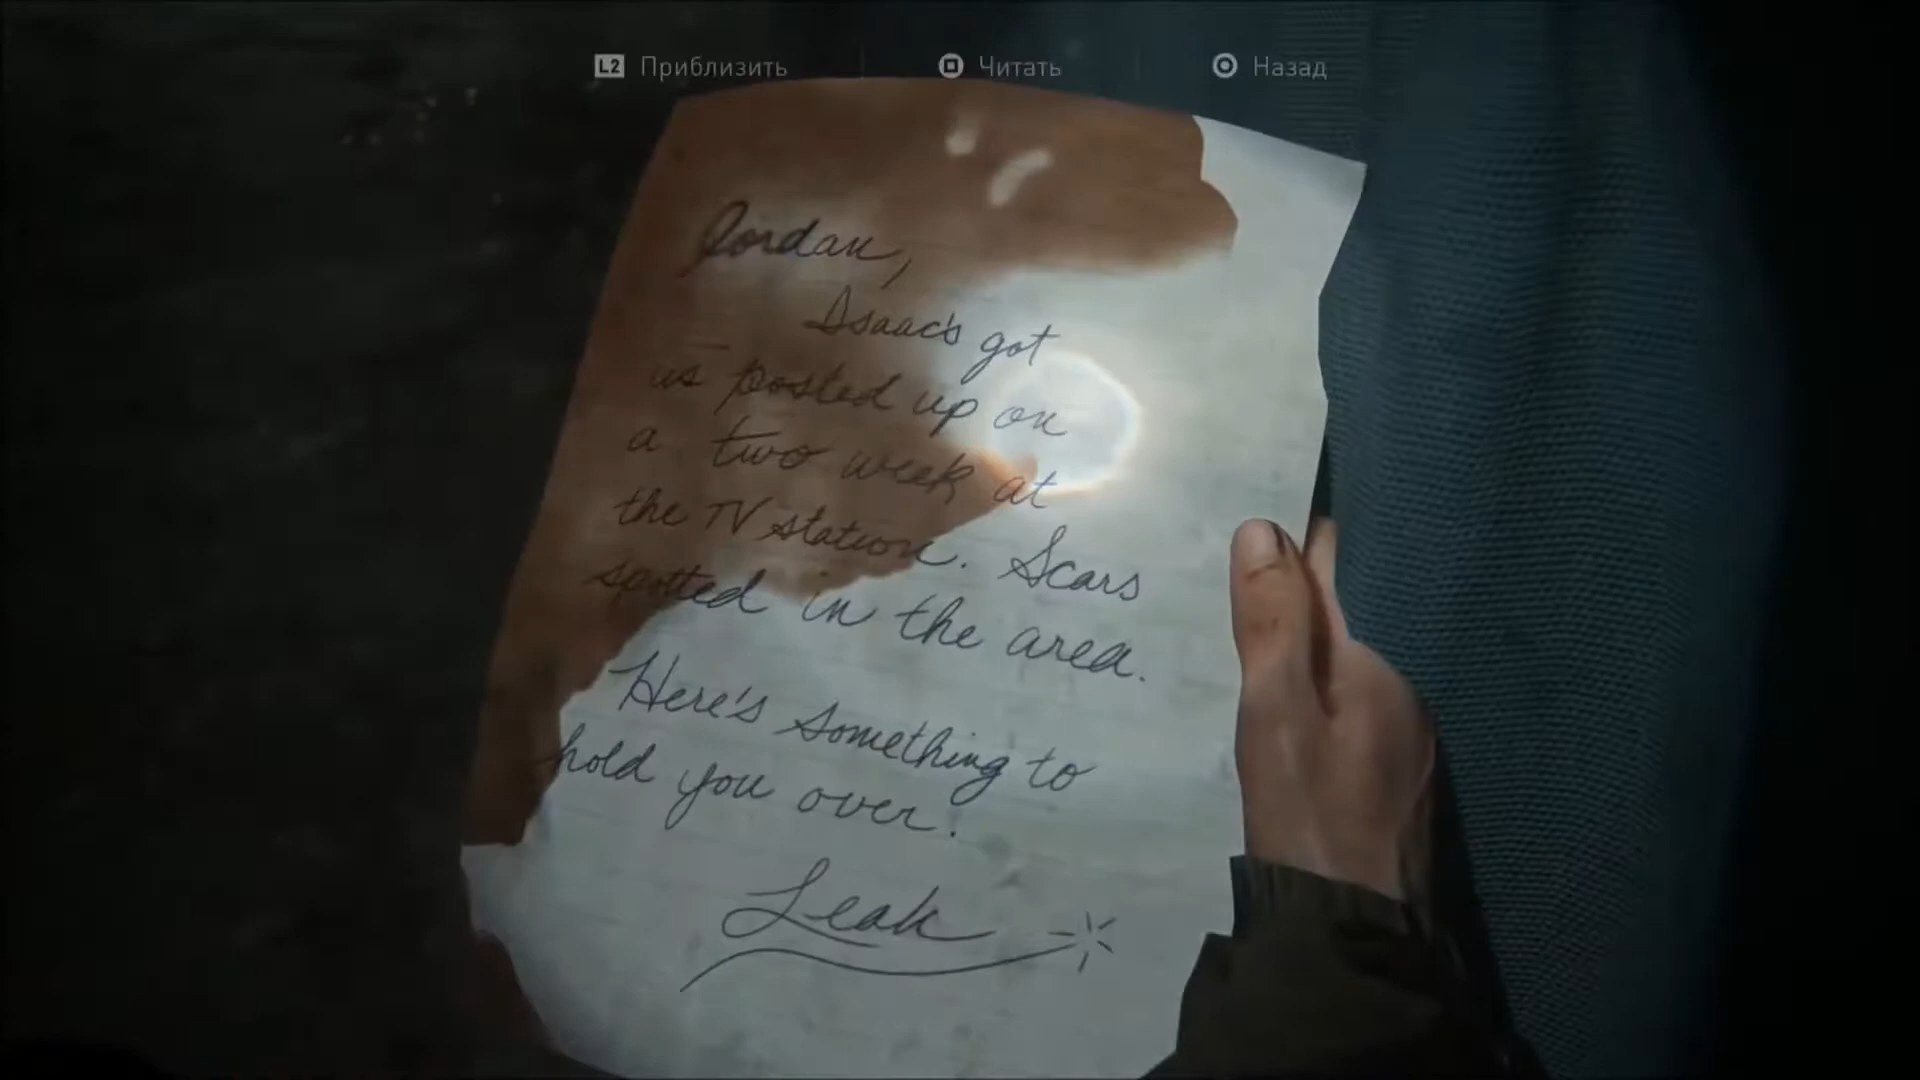 L2 Приблизить
Читать
Назад
Jordan,
Isaac's got
us posted up on
a two week at
the TV station. Scars
spotted in the area.
Here's something to
hold you over.
Leah